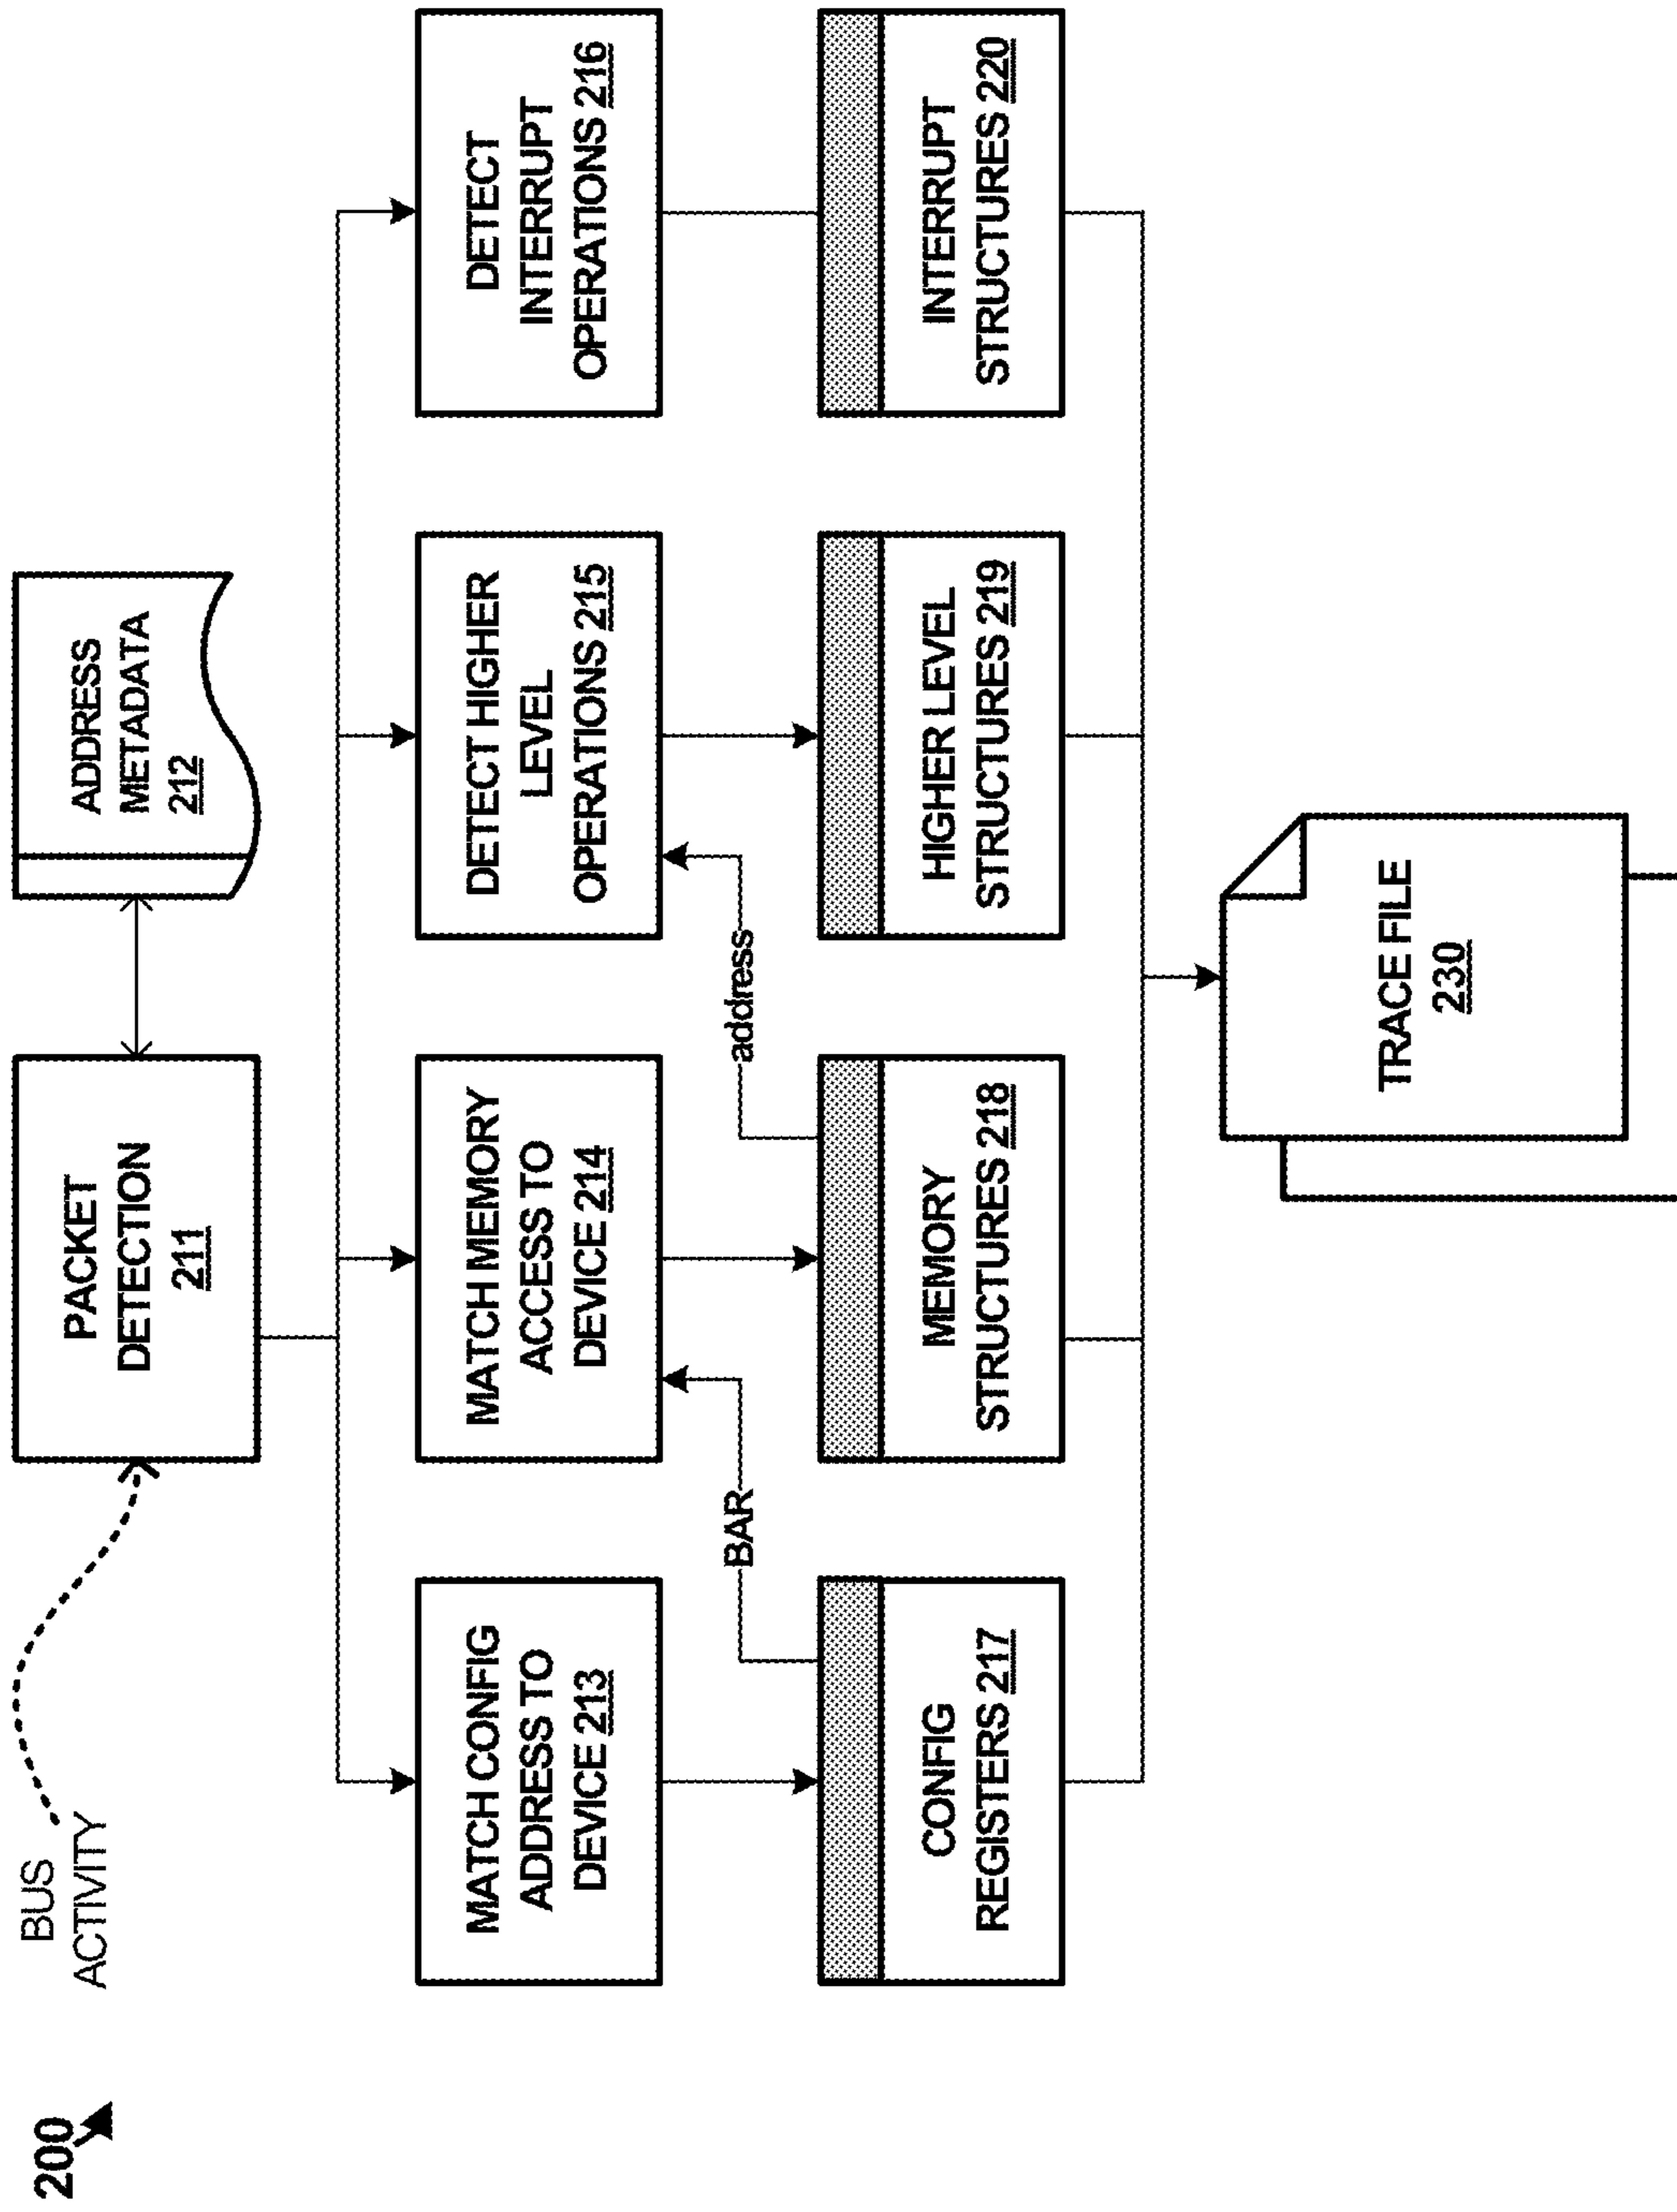 200
BUS
ACTIVITY
PACKET
DETECTION
211
ADDRESS
METADATA
212
MATCH CONFIG
ADDRESS TO
DEVICE 213
MATCH MEMORY
ACCESS TO
DEVICE 214
DETECT HIGHER
LEVEL
OPERATIONS 215
DETECT
INTERRUPT
OPERATIONS 216
BAR
address
CONFIG
REGISTERS 217
MEMORY
STRUCTURES 218
HIGHER LEVEL
STRUCTURES 219
INTERRUPT
STRUCTURES 220
TRACE FILE
230